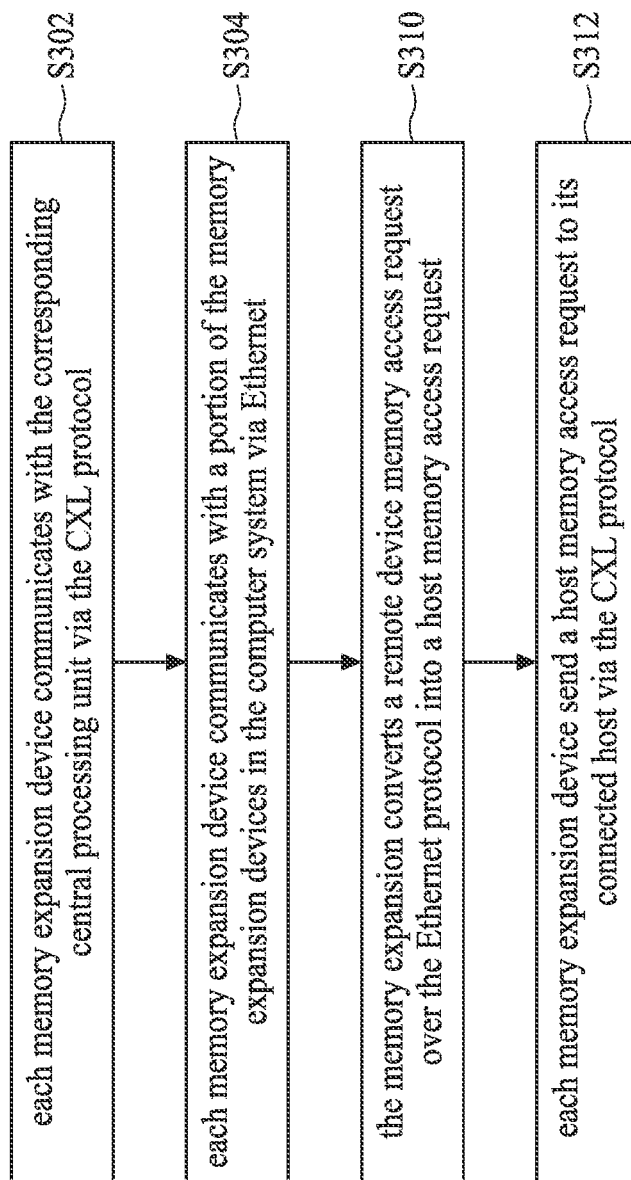 each memory expansion device communicates with the corresponding
central processing unit via the CXL protocol
S302
each memory expansion device communicates with a portion of the memory
expansion devices in the computer system via Ethernet
S304
the memory expansion converts a remote device memory access request
over the Ethernet protocol into a host memory access request
S310
each memory expansion device send a host memory access request to its
connected host via the CXL protocol
S312